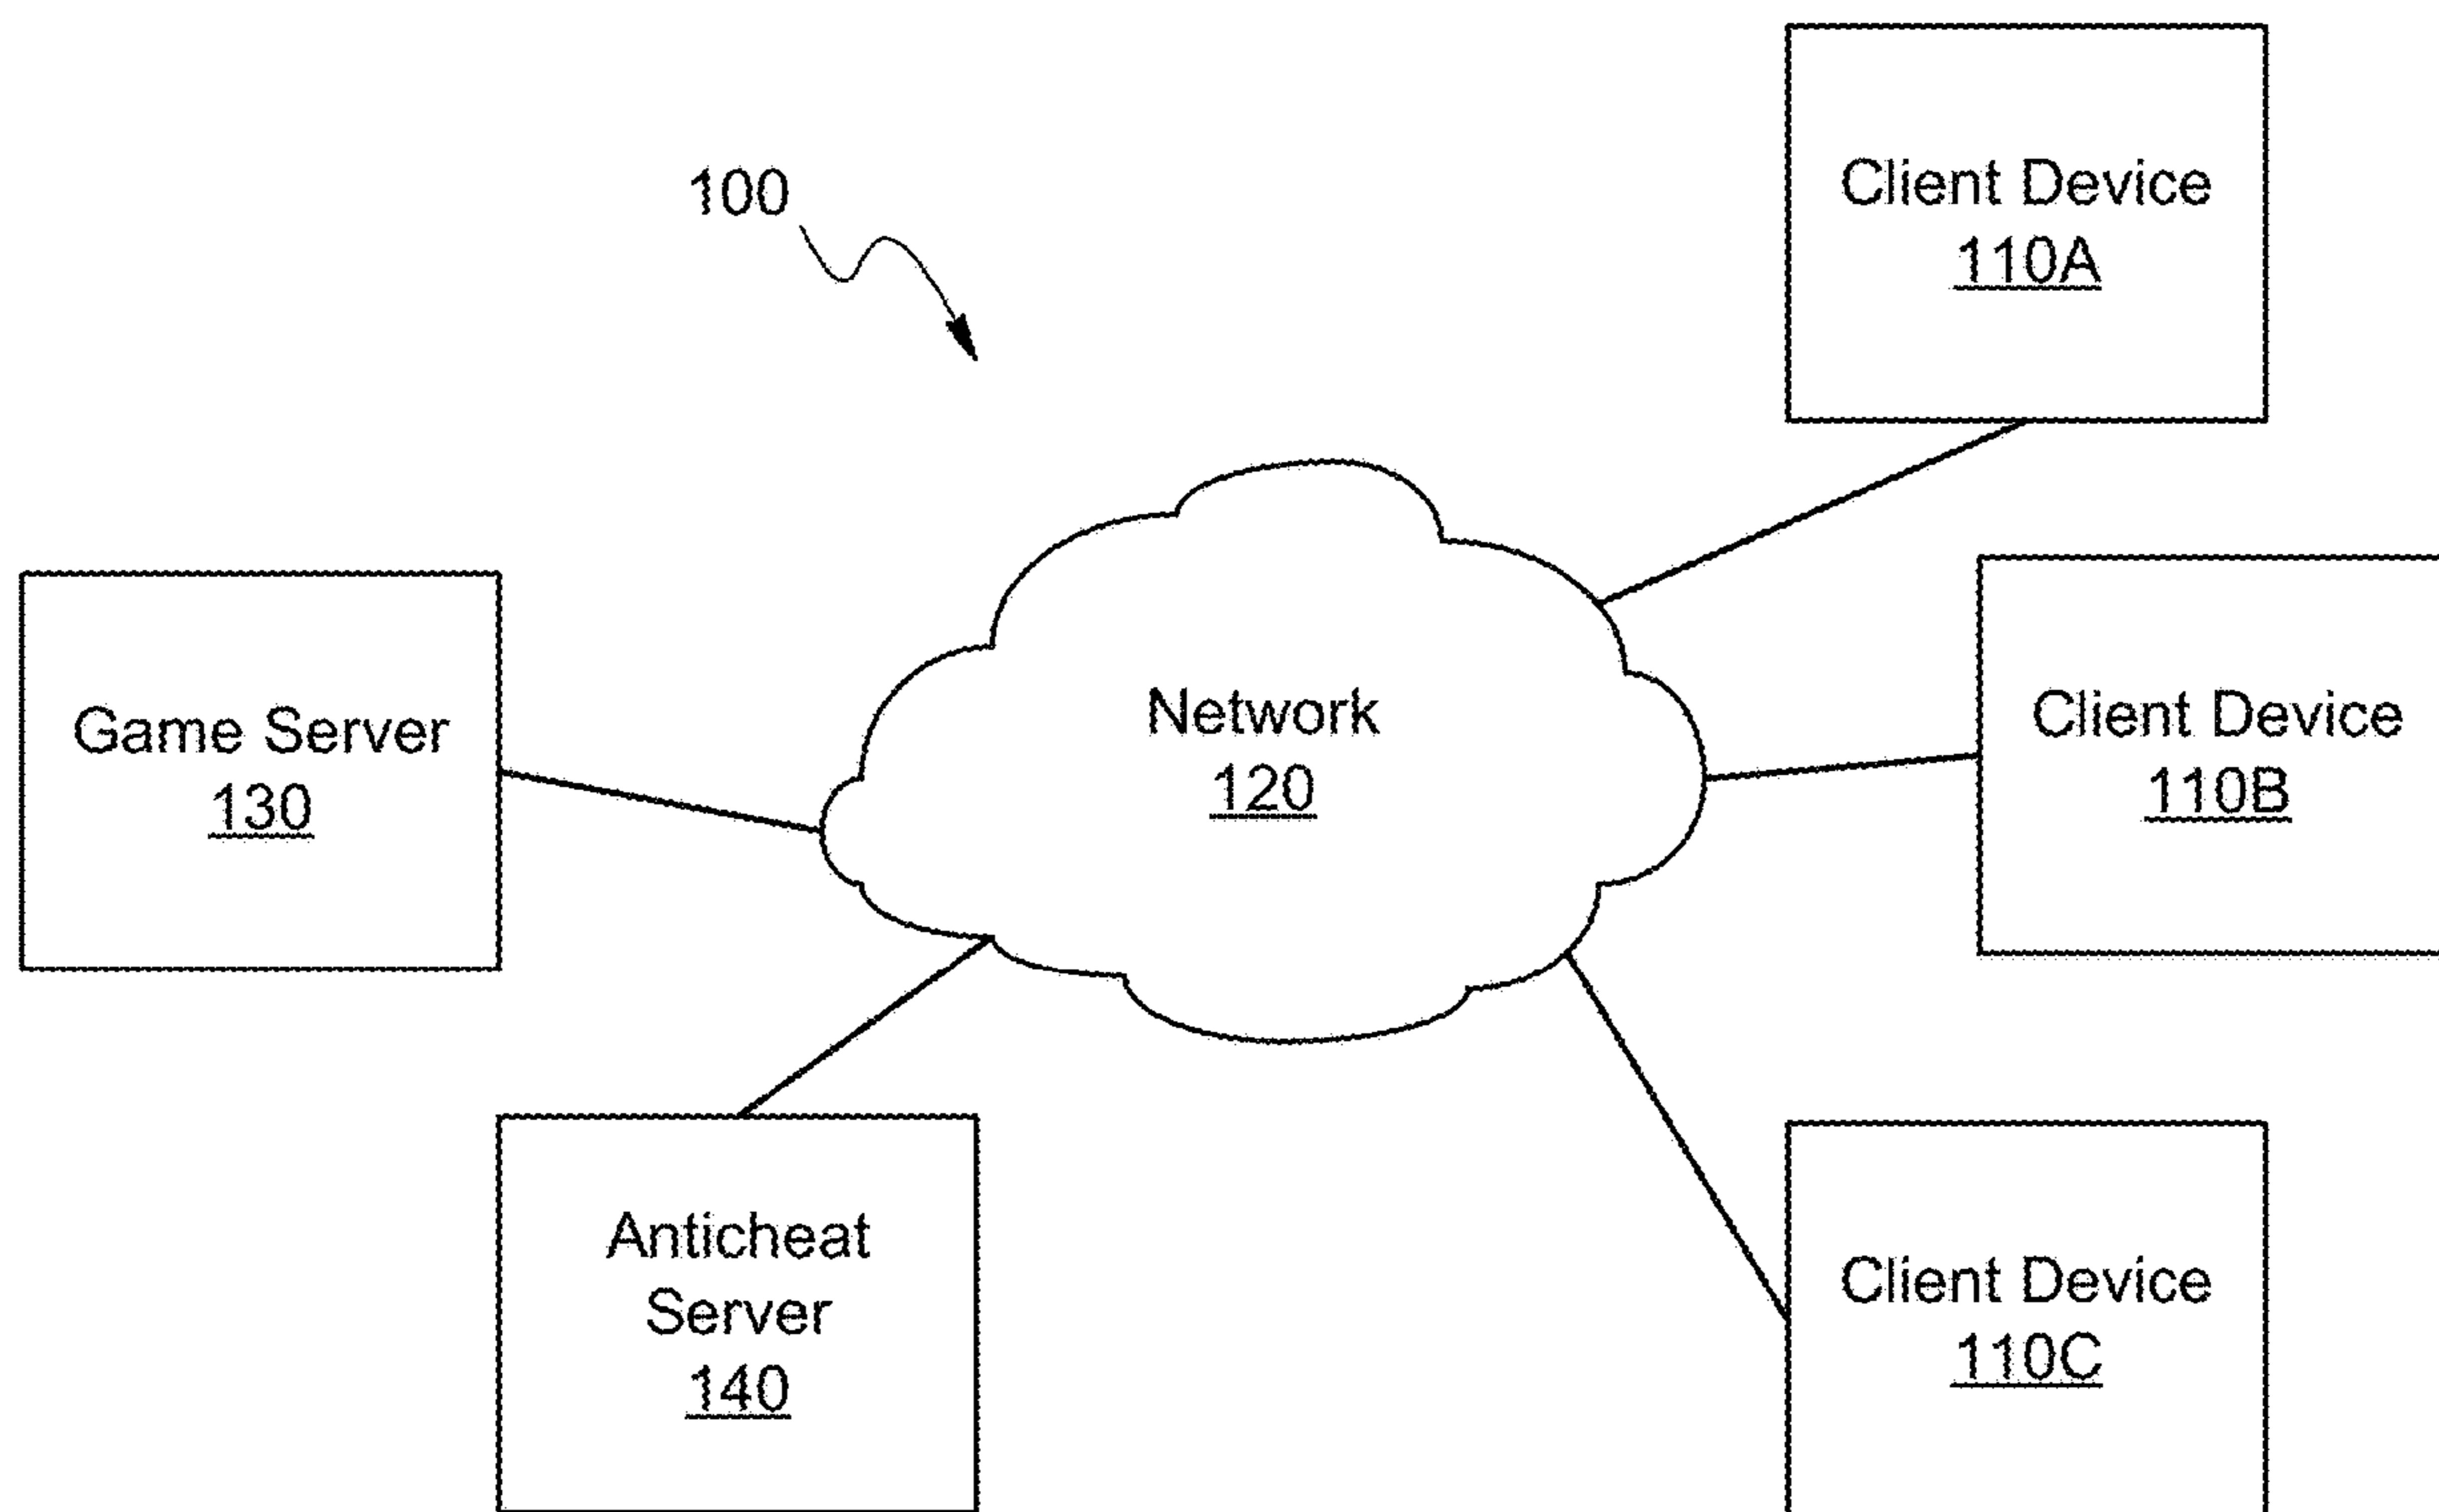 100
Client Device
110A
Game Server
130
Network
120
Client Device
110B
Anticheat
Server
140
Client Device
110C